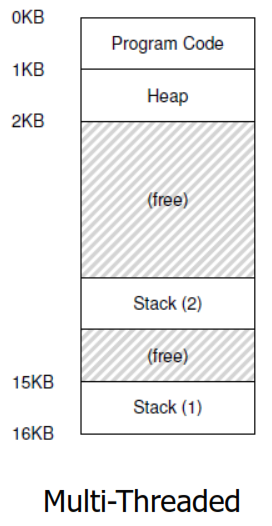 0KB
Program Code
1KB
Heap
2KB
(free)
Stack (2)
(free)
15KB
Stack (1)
16KB
Multi-Threaded